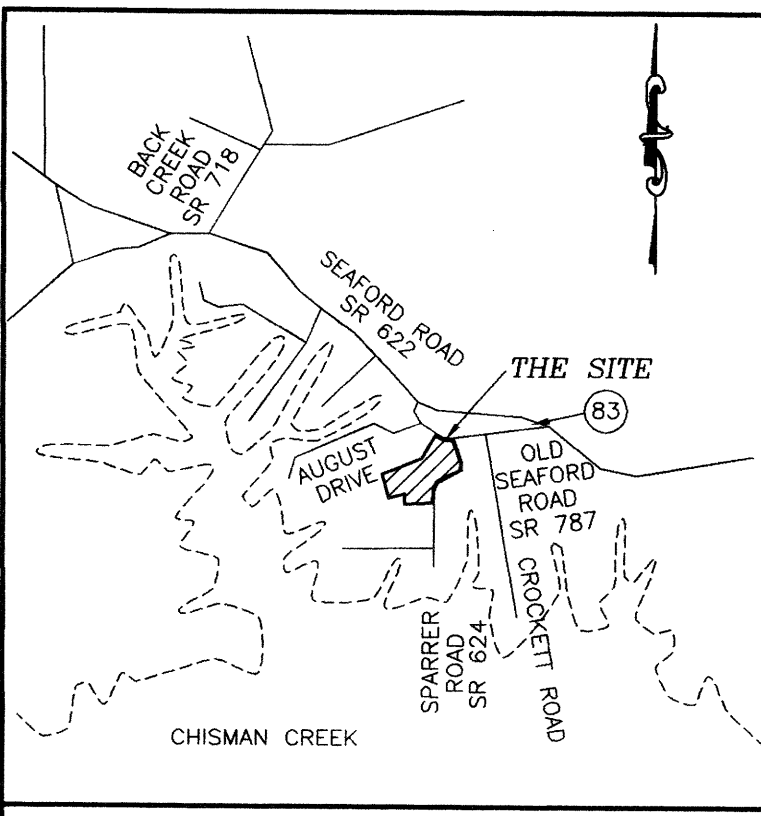 BACK
CREEK
ROAD
SR 718
SEAFORD ROAD
SR 622
THE SITE
83
AUGUST
DRIVE
OLD
SEAFORD
ROAD
SR 787
CROCKETT ROAD
SPARRER
ROAD
SR 624
CHISMAN CREEK